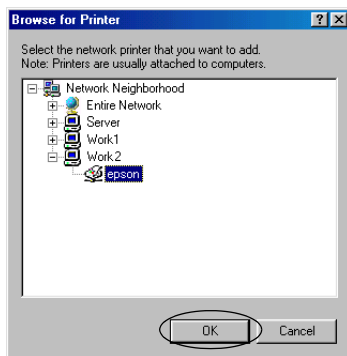 Browse for Printer
Select the network printer that you want to add.
Note: Printers are usually attached to computers.
Network Neighborhood
Entire Network
Server
Work1
Work2
epson
OK Cancel